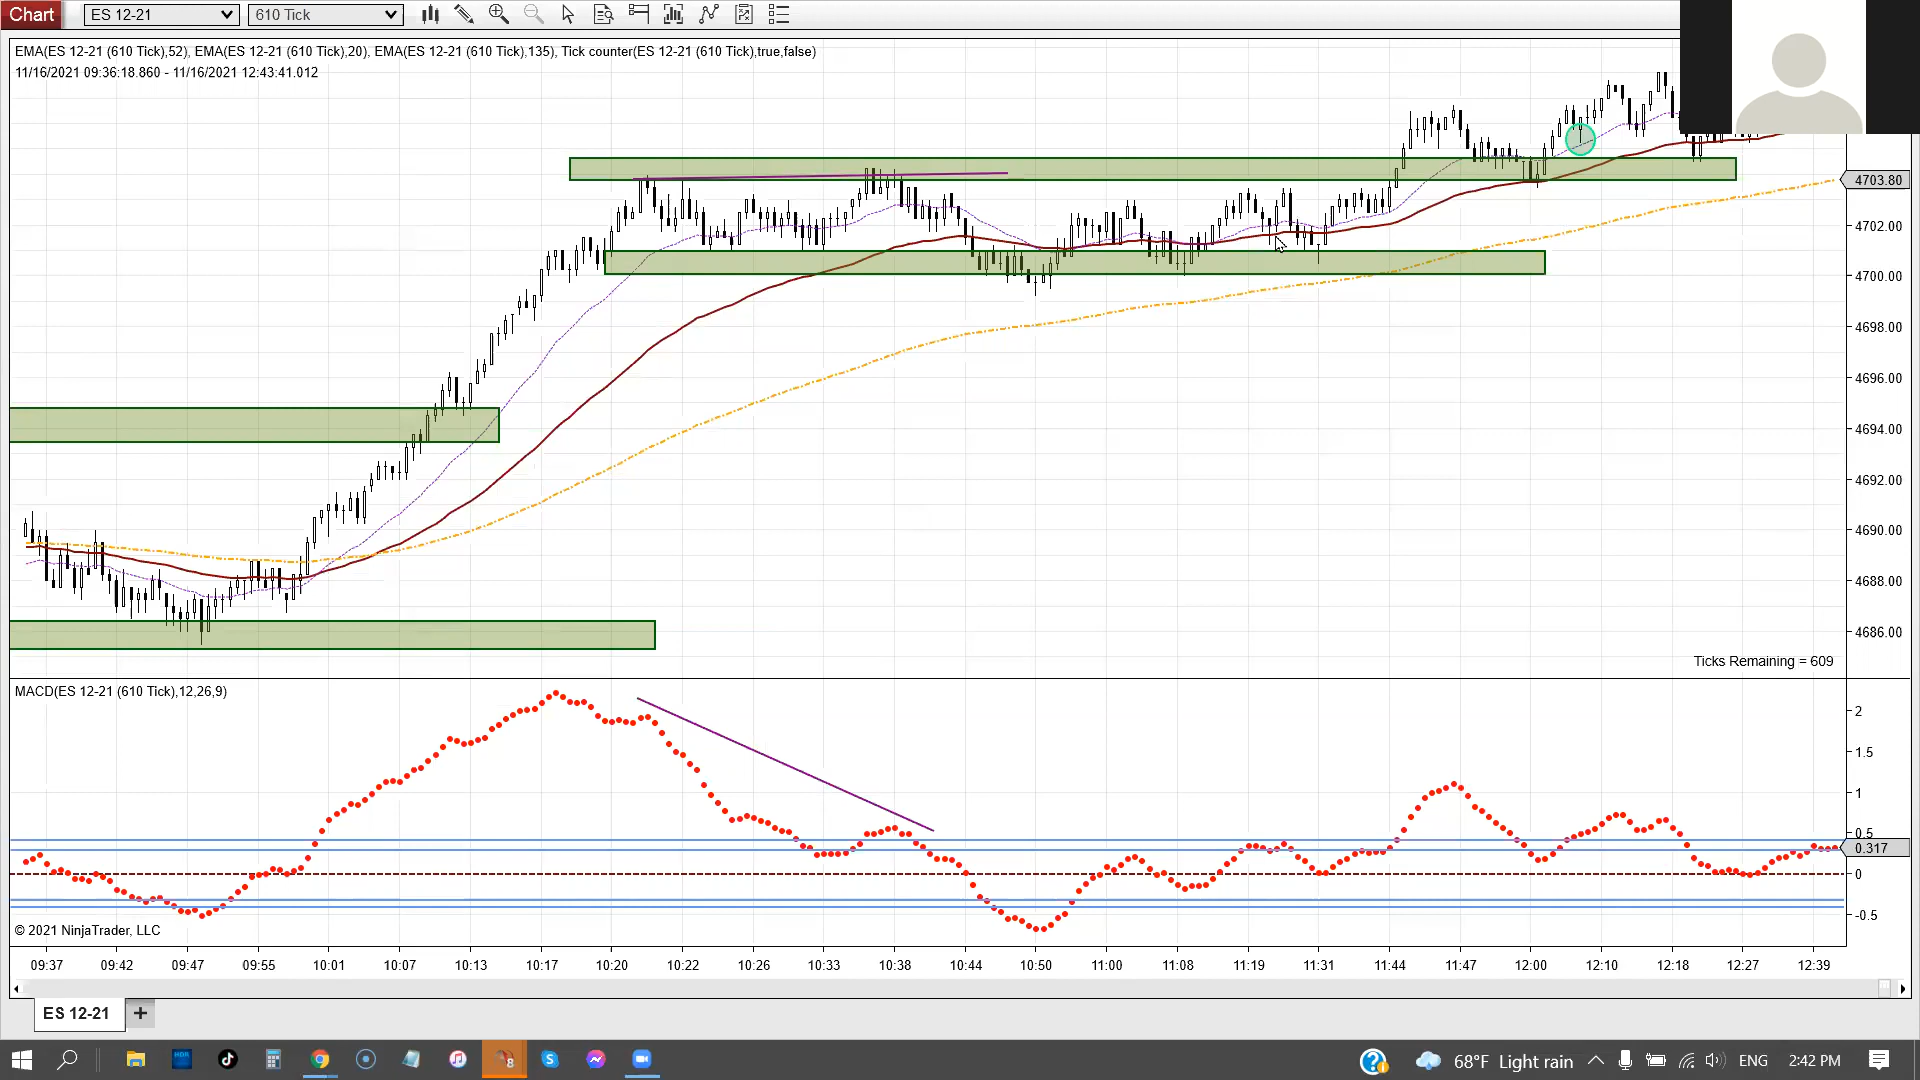 Chart ES 12-21 610 Tick
EMA(ES 12-21 (610 Tick),52), EMA(ES 12-21 (610 Tick),20), EMA(ES 12-21 (610 Tick),135), Tick counter(ES 12-21 (610 Tick),true,false)
11/16/2021 09:36:18.860 - 11/16/2021 12:43:41.012
4703.80
4702.00
4700.00
4698.00
4696.00
4694.00
4692.00
4690.00
4688.00
4686.00
Ticks Remaining = 609
MACD(ES 12-21 (610 Tick),12,26,9)
2
1.5
1
0.5
0.317
0
-0.5
© 2021 NinjaTrader, LLC
09:37 09:42 09:47 09:55 10:01 10:07 10:13 10:17 10:20 10:22 10:26 10:33 10:38 10:44 10:50 11:00 11:08 11:19 11:31 11:44 11:47 12:00 12:10 12:18 12:27 12:39
ES 12-21 +
8 68°F Light rain ENG 2:42 PM